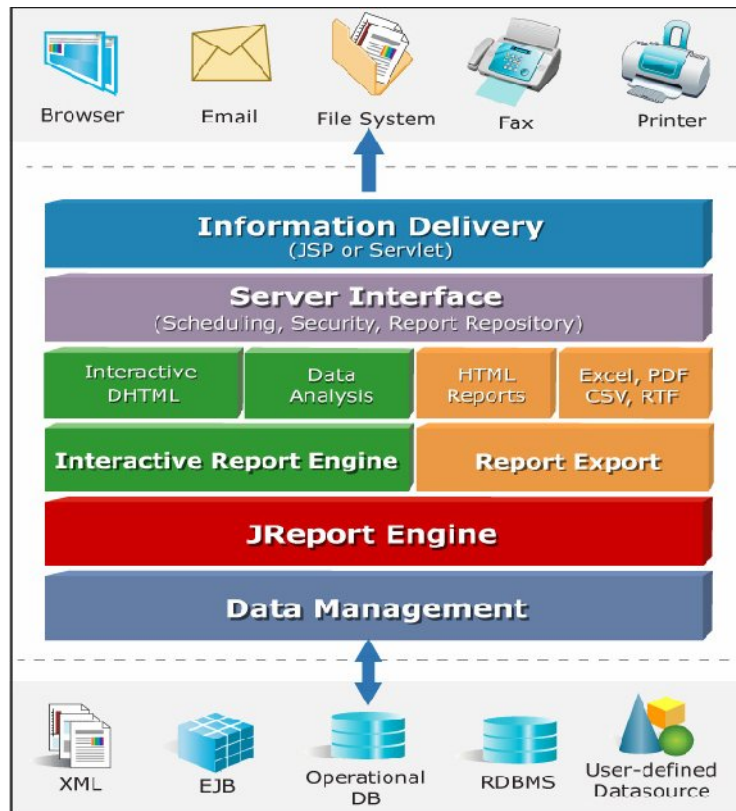 Browser
Email
File System
Fax
Printer
Information Delivery
(JSP or Servlet)
Server Interface
(Scheduling, Security, Report Repository)
Interactive
DHTML
Data
Analysis
HTML
Reports
Excel, PDF
CSV, RTF
Interactive Report Engine
Report Export
JReport Engine
Data Management
XML
EJB
Operational
DB
RDBMS
User-defined
Datasource